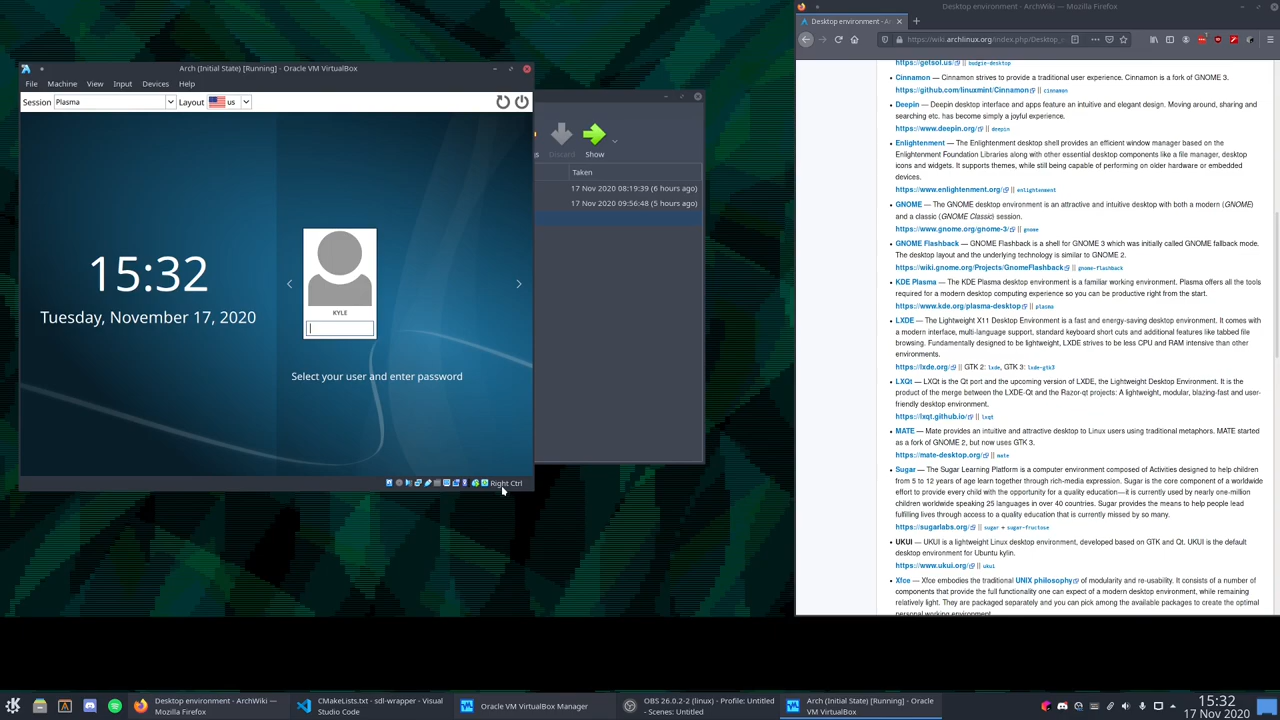 Arch (Initial State) [Running] - Oracle VM VirtualBox
File Machine View Input Devices Help
Session Plasma Layout us
15:32
KYLE
Select your user and enter password
Right Ctrl
Discard Show
Taken
17 Nov 2020 08:19:39 (6 hours ago)
17 Nov 2020 09:56:48 (5 hours ago)
Desktop environment - ArchWiki — Mozilla Firefox
Desktop environment - Ar
https://wiki.archlinux.org/index.php/Desktop_
https://getsol.us/ || budgie-desktop
• Cinnamon — Cinnamon strives to provide a traditional user experience. Cinnamon is a fork of GNOME 3.
https://github.com/linuxmint/Cinnamon || cinnamon
• Deepin — Deepin desktop interface and apps feature an intuitive and elegant design. Moving around, sharing and
searching etc. has become simply a joyful experience.
https://www.deepin.org/ || deepin
• Enlightenment — The Enlightenment desktop shell provides an efficient window manager based on the
Enlightenment Foundation Libraries along with other essential desktop components like a file manager, desktop
icons and widgets. It supports themes, while still being capable of performing on older hardware or embedded
devices.
https://www.enlightenment.org/ || enlightenment
• GNOME — The GNOME desktop environment is an attractive and intuitive desktop with both a modern (GNOME)
and a classic (GNOME Classic) session.
https://www.gnome.org/gnome-3/ || gnome
• GNOME Flashback — GNOME Flashback is a shell for GNOME 3 which was initially called GNOME fallback mode.
The desktop layout and the underlying technology is similar to GNOME 2.
https://wiki.gnome.org/Projects/GnomeFlashback || gnome-flashback
• KDE Plasma — The KDE Plasma desktop environment is a familiar working environment. Plasma offers all the tools
required for a modern desktop computing experience so you can be productive right from the start.
https://www.kde.org/plasma-desktop || plasma
• LXDE — The Lightweight X11 Desktop Environment is a fast and energy-saving desktop environment. It comes with
a modern interface, multi-language support, standard keyboard short cuts and additional features like tabbed file
browsing. Fundamentally designed to be lightweight, LXDE strives to be less CPU and RAM intensive than other
environments.
https://lxde.org/ || GTK 2: lxde, GTK 3: lxde-gtk3
• LXQt — LXQt is the Qt port and the upcoming version of LXDE, the Lightweight Desktop Environment. It is the
product of the merge between the LXDE-Qt and the Razor-qt projects: A lightweight, modular, blazing-fast and user-
friendly desktop environment.
https://lxqt.github.io/ || lxqt
• MATE — Mate provides an intuitive and attractive desktop to Linux users using traditional metaphors. MATE started
as a fork of GNOME 2, but now uses GTK 3.
https://mate-desktop.org/ || mate
• Sugar — The Sugar Learning Platform is a computer environment composed of Activities designed to help children
from 5 to 12 years of age learn together through rich-media expression. Sugar is the core component of a worldwide
effort to provide every child with the opportunity for a quality education—it is currently used by nearly one-million
children worldwide speaking 25 languages in over 40 countries. Sugar provides the means to help people lead
fulfilling lives through access to a quality education that is currently missed by so many.
https://sugarlabs.org/ || sugar + sugar-fructose
• UKUI — UKUI is a lightweight Linux desktop environment, developed based on GTK and Qt. UKUI is the default
desktop environment for Ubuntu kylin.
https://www.ukui.org/ || ukui
• Xfce — Xfce embodies the traditional UNIX philosophy of modularity and re-usability. It consists of a number of
components that provide the full functionality one can expect of a modern desktop environment, while remaining
relatively light. They are packaged separately and you can pick among the available packages to create the optimal
personal working environment.
Desktop environment - ArchWiki —
Mozilla Firefox
CMakeLists.txt - sdl-wrapper - Visual
Studio Code
Oracle VM VirtualBox Manager
OBS 26.0.2-2 (linux) - Profile: Untitled
- Scenes: Untitled
Arch (Initial State) [Running] - Oracle
VM VirtualBox
15:32
17 Nov 2020